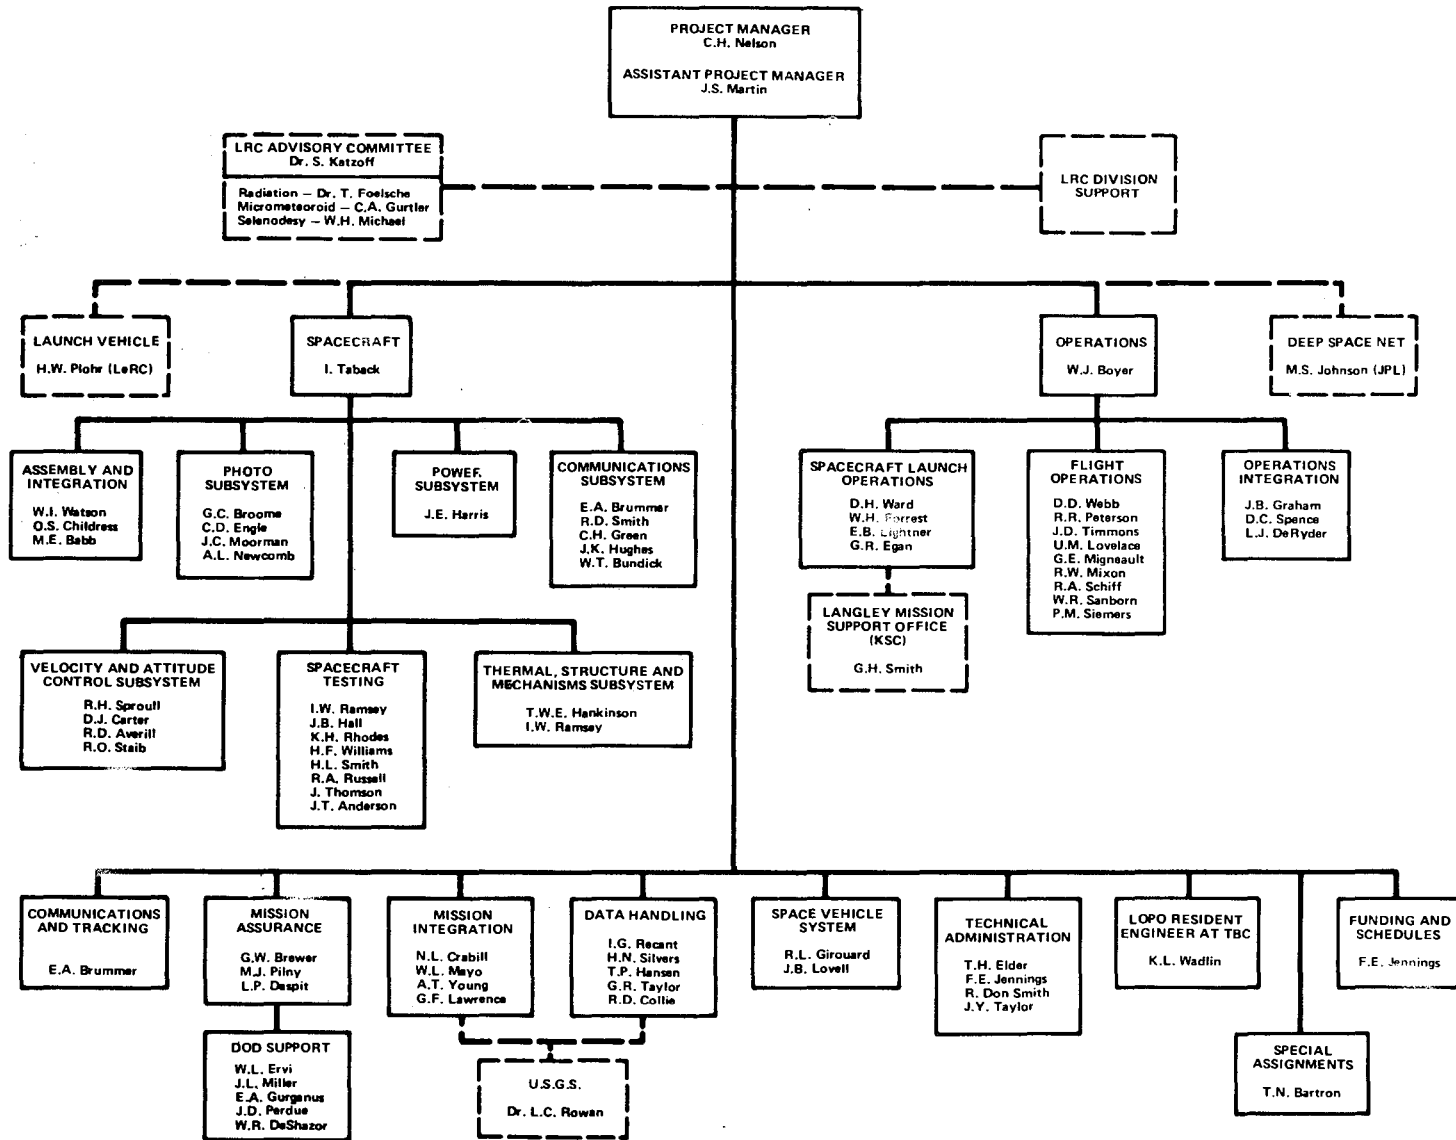 PROJECT MANAGER
C.H. Nelson
ASSISTANT PROJECT MANAGER
J.S. Martin
LRC ADVISORY COMMITTEE
Dr. S. Katzoff
Radiation — Dr. T. Foelsche
Micrometeoroid — C.A. Gurtler
Selenodesy — W.H. Michael
LRC DIVISION
SUPPORT
LAUNCH VEHICLE
H.W. Plohr (LeRC)
SPACECRAFT
I. Taback
OPERATIONS
W.J. Boyer
DEEP SPACE NET
M.S. Johnson (JPL)
ASSEMBLY AND
INTEGRATION
W.I. Watson
O.S. Childress
M.E. Babb
PHOTO
SUBSYSTEM
G.C. Broome
C.D. Engle
J.C. Moorman
A.L. Newcomb
POWEF.
SUBSYSTEM
J.E. Harris
COMMUNICATIONS
SUBSYSTEM
E.A. Brummer
R.D. Smith
C.H. Green
J.K. Hughes
W.T. Bundick
SPACECRAFT LAUNCH
OPERATIONS
D.H. Ward
W.H. Forrest
E.B. Lightner
G.R. Egan
FLIGHT
OPERATIONS
D.D. Webb
R.R. Peterson
J.D. Timmons
U.M. Lovelace
G.E. Migneault
R.W. Mixon
R.A. Schiff
W.R. Sanborn
P.M. Siemers
OPERATIONS
INTEGRATION
J.B. Graham
D.C. Spence
L.J. DeRyder
LANGLEY MISSION
SUPPORT OFFICE
(KSC)
G.H. Smith
VELOCITY AND ATTITUDE
CONTROL SUBSYSTEM
R.H. Sproull
D.J. Carter
R.D. Averill
R.O. Staib
SPACECRAFT
TESTING
I.W. Ramsey
J.B. Hall
K.H. Rhodes
H.F. Williams
H.L. Smith
R.A. Russell
J. Thomson
J.T. Anderson
THERMAL, STRUCTURE AND
MECHANISMS SUBSYSTEM
T.W.E. Hankinson
I.W. Ramsey
COMMUNICATIONS
AND TRACKING
E.A. Brummer
MISSION
ASSURANCE
G.W. Brewer
M.J. Pilny
L.P. Daspit
MISSION
INTEGRATION
N.L. Crabill
W.L. Mayo
A.T. Young
G.F. Lawrence
DATA HANDLING
I.G. Recant
H.N. Silvers
T.P. Hansen
G.R. Taylor
R.D. Collie
SPACE VEHICLE
SYSTEM
R.L. Girouard
J.B. Lovell
TECHNICAL
ADMINISTRATION
T.H. Elder
F.E. Jennings
R. Don Smith
J.Y. Taylor
LOPO RESIDENT
ENGINEER AT TBC
K.L. Wadlin
FUNDING AND
SCHEDULES
F.E. Jennings
DOD SUPPORT
W.L. Ervi
J.L. Miller
E.A. Gurganus
J.D. Perdue
W.R. DeShazor
U.S.G.S.
Dr. L.C. Rowan
SPECIAL
ASSIGNMENTS
T.N. Bartron